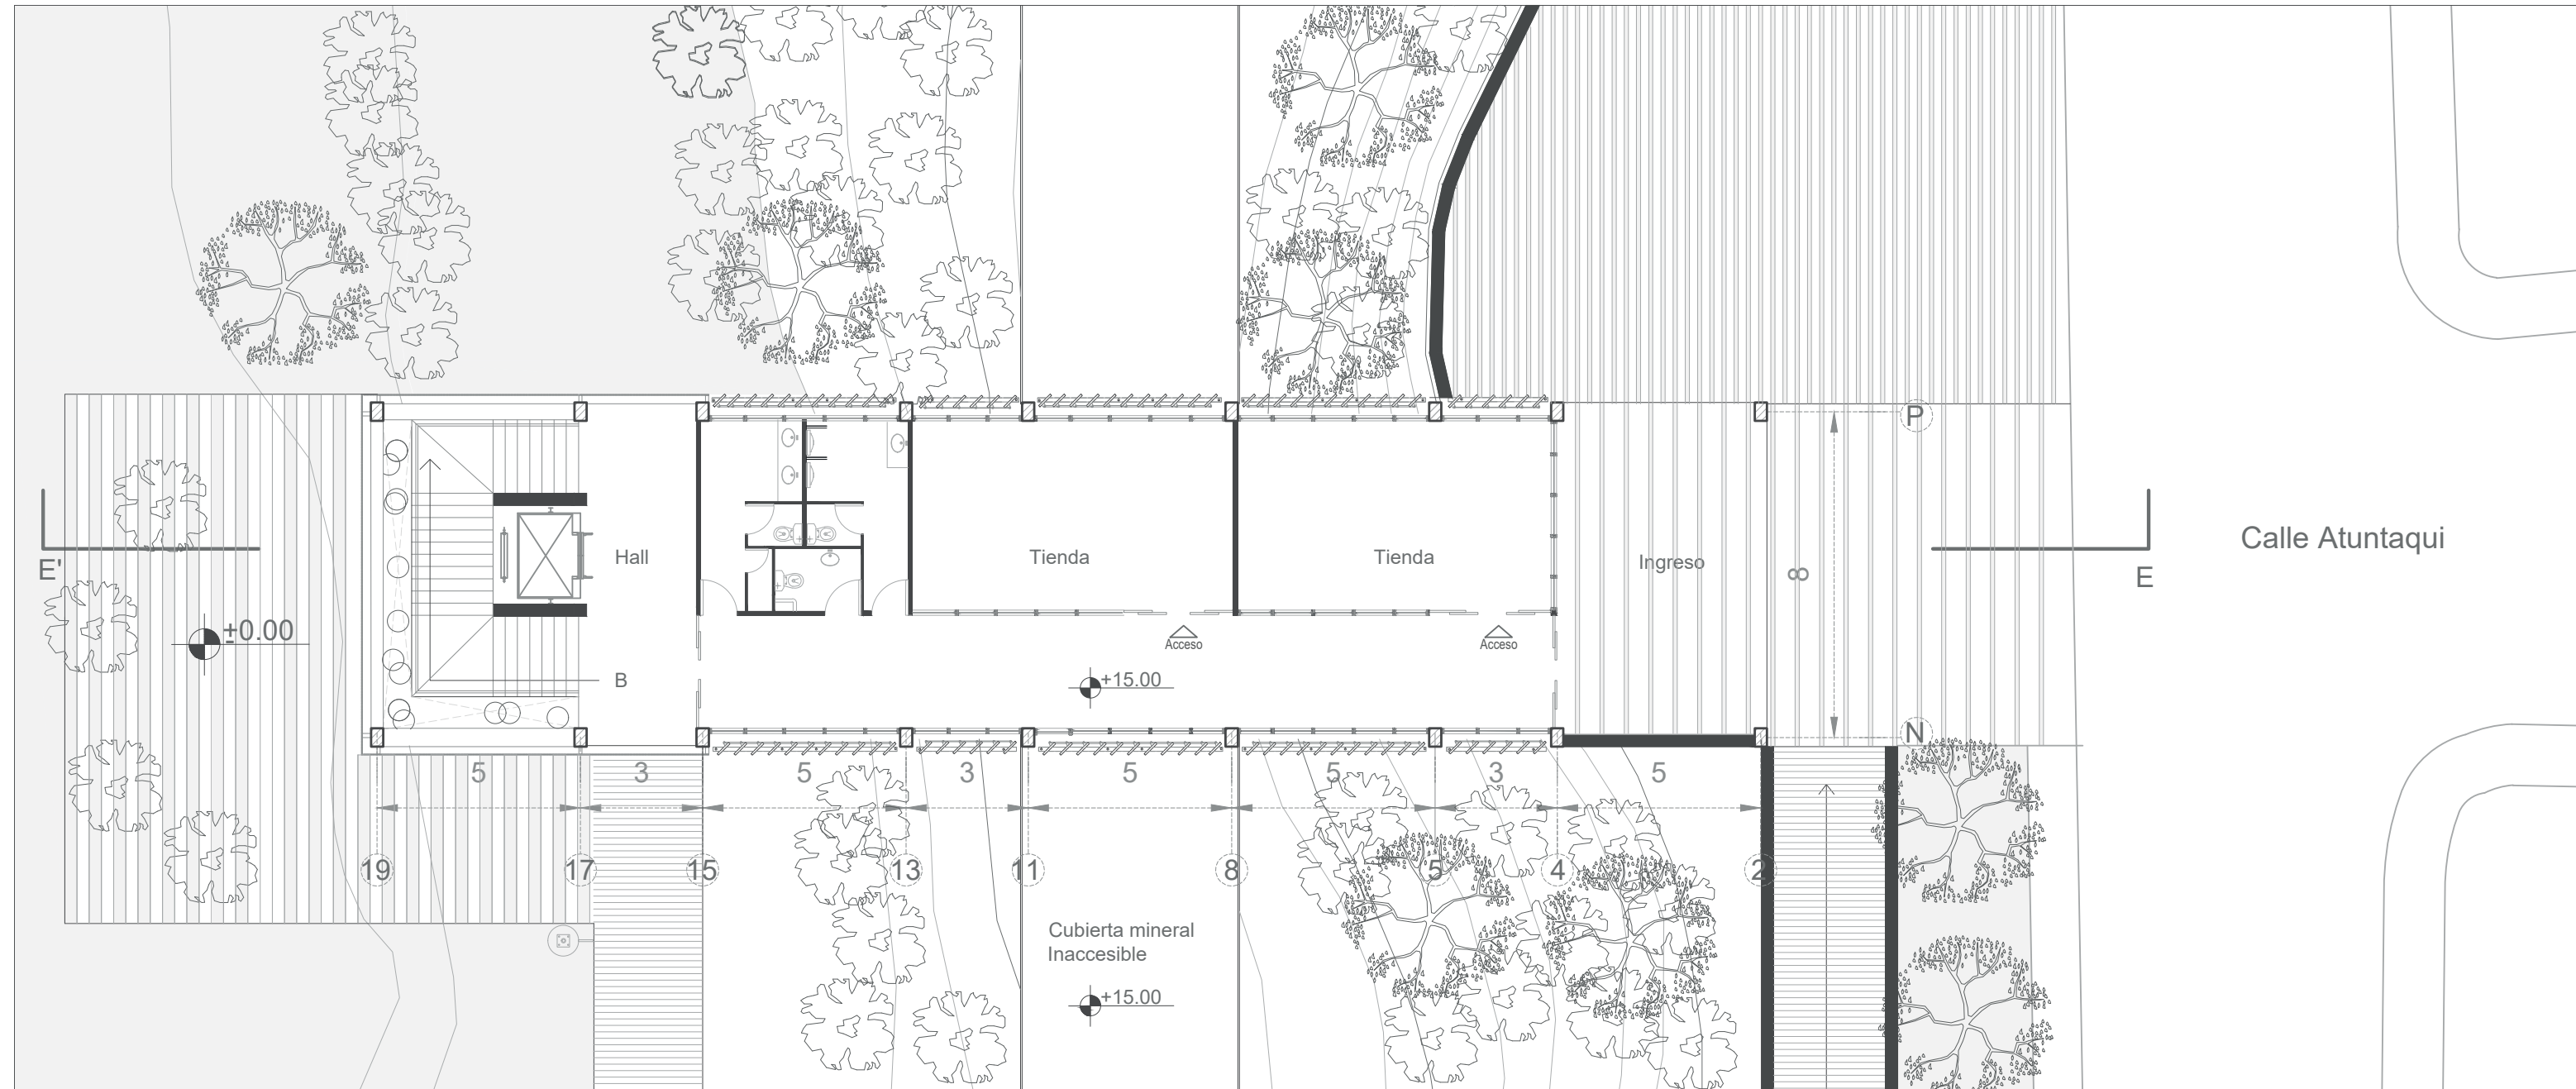 P
Calle Atuntaqui
E'
Hall
Tienda
Tienda
Ingreso
8
E
±0.00
Acceso
Acceso
B
+15.00
N
5
3
5
3
5
5
3
5
19
17
15
13
11
8
5
4
2
Cubierta mineral
Inaccesible
+15.00